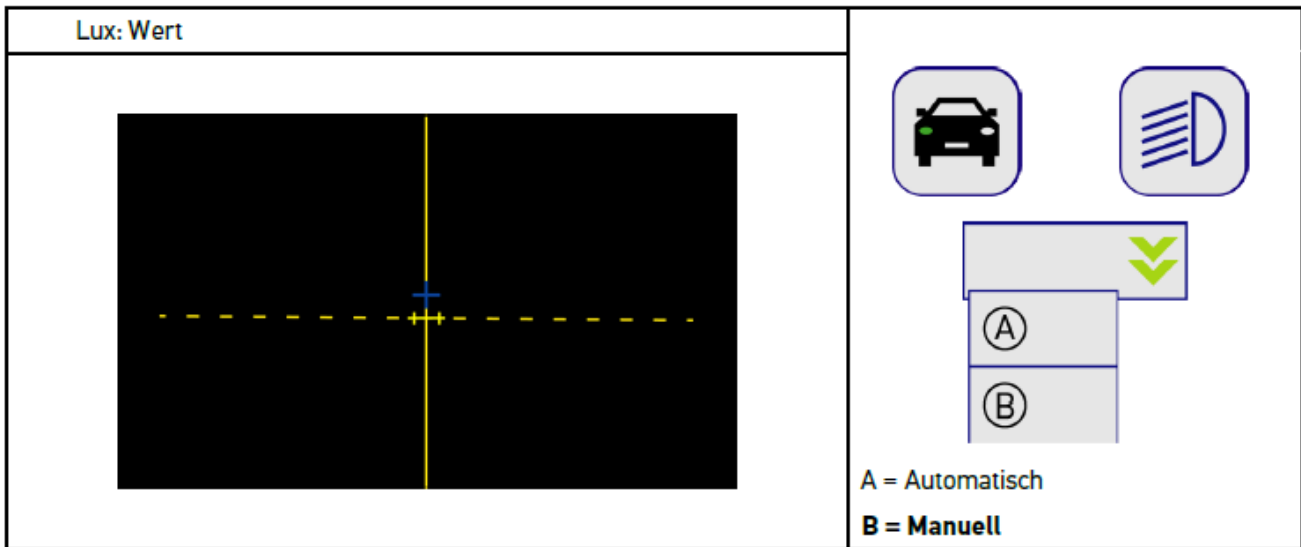 Lux: Wert
A
B
A = Automatisch
B = Manuell